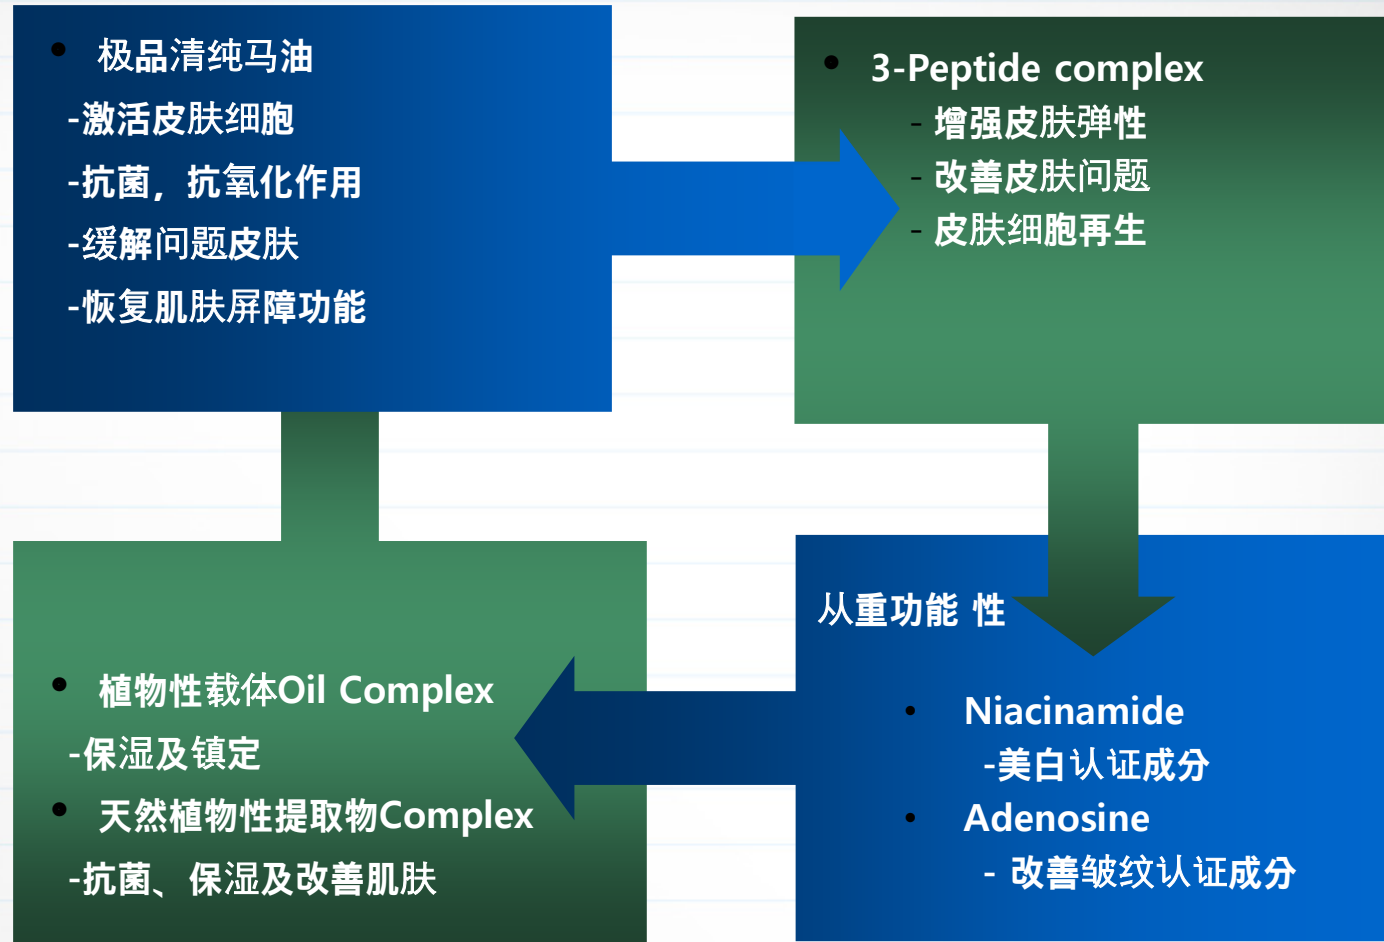 • 极品清纯马油
-激活皮肤细胞
-抗菌，抗氧化作用
-缓解问题皮肤
-恢复肌肤屏障功能
• 3-Peptide complex
- 增强皮肤弹性
- 改善皮肤问题
- 皮肤细胞再生
从重功能 性
• Niacinamide
-美白认证成分
• Adenosine
- 改善皱纹认证成分
• 植物性载体Oil Complex
-保湿及镇定
• 天然植物性提取物Complex
-抗菌、保湿及改善肌肤